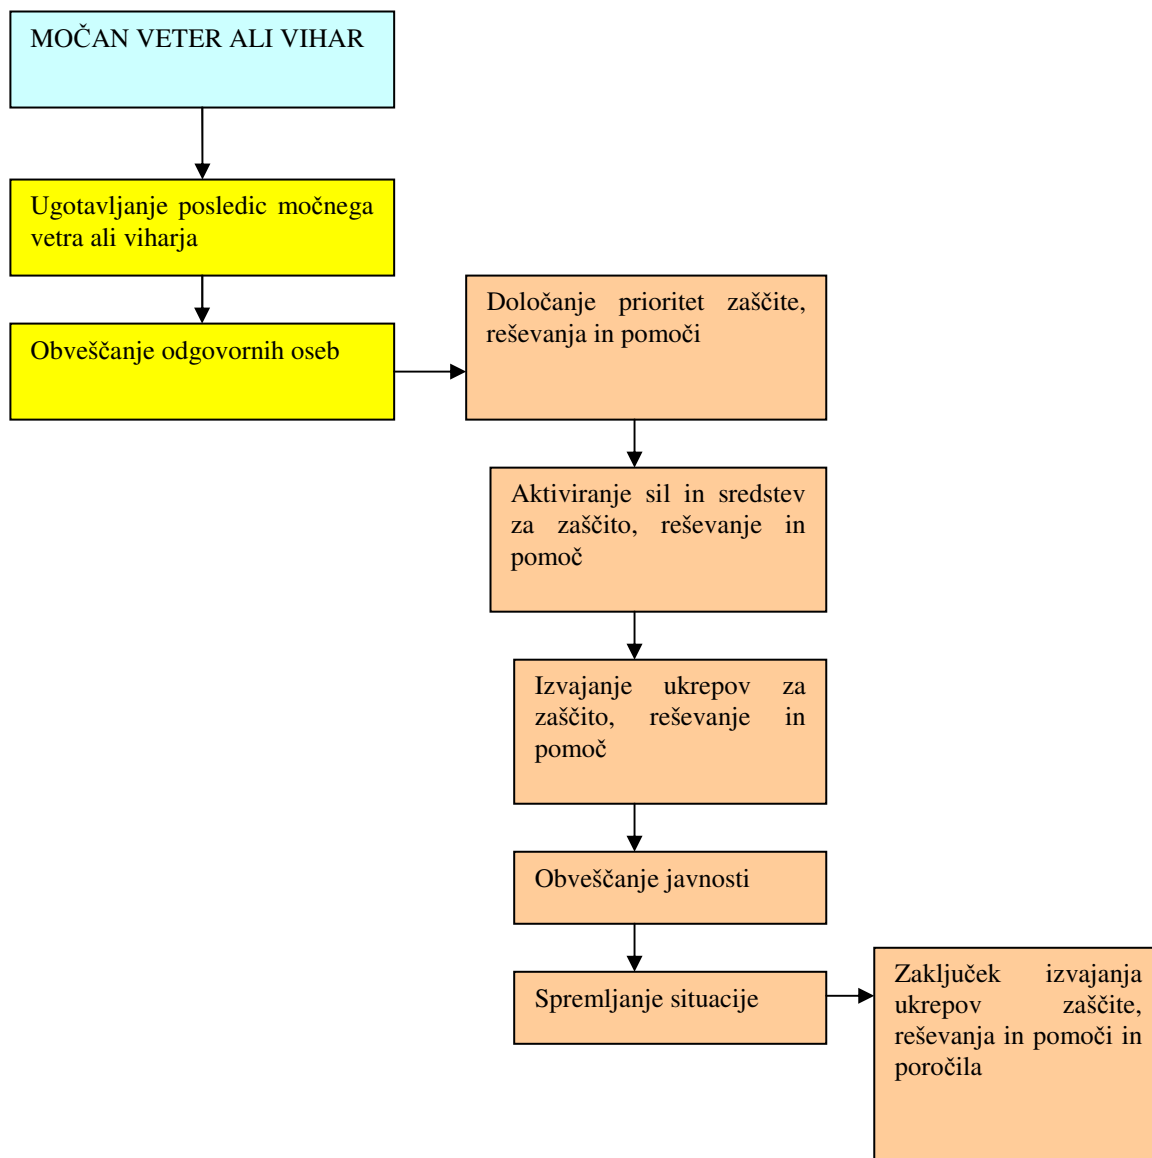 MOČAN VETER ALI VIHAR
Ugotavljanje posledic močnega
vetra ali viharja
Obveščanje odgovornih oseb
Določanje prioritet zaščite,
reševanja in pomoči
Aktiviranje sil in sredstev
za zaščito, reševanje in
pomoč
Izvajanje ukrepov za
zaščito, reševanje in
pomoč
Obveščanje javnosti
Spremljanje situacije
Zaključek izvajanja
ukrepov zaščite,
reševanja in pomoči in
poročila